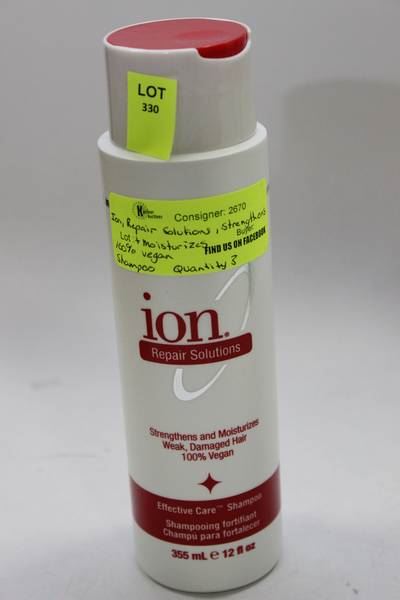 LOT
330
Consigner: 2670
Ion, Repair Solutions, Strengthens
Lot + Moisturizes Buyer
FIND US ON FACEBOOK
100% vegan
Shampoo Quantity 3
ion.
Repair Solutions
Strengthens and Moisturizes
Weak, Damaged Hair
100% Vegan
Effective Care™ Shampoo
Shampooing fortifiant
Champu para fortalecer
355 mL e 12 fl oz